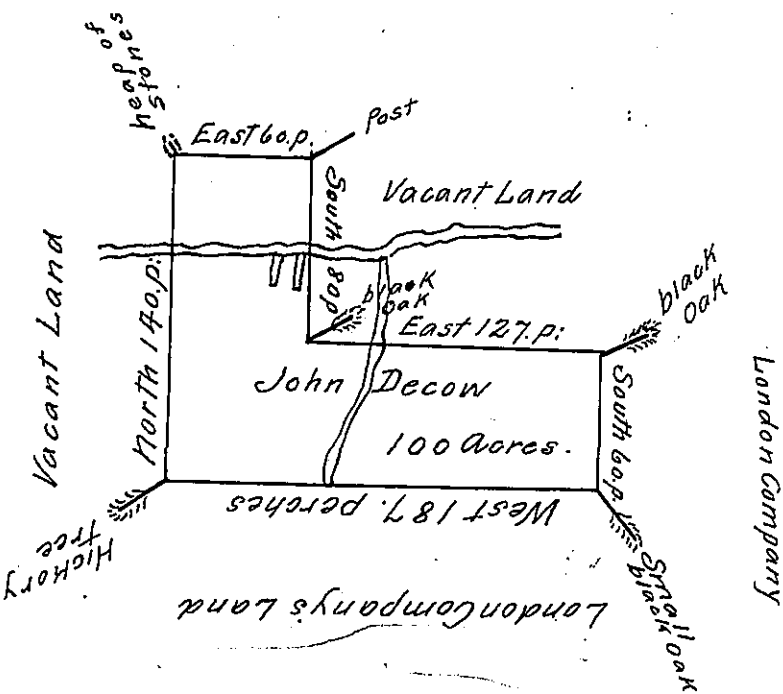 heap of
stones
East 60.p.
Post
Vacant Land
South 80p
Vacant Land
North 140.p:
black
oak
East 127.p:
black
oak
John Decow
100 Acres.
South 60.p.
London Company
West 187. perches
Hickory
tree
Small
black oak
London Company's Land